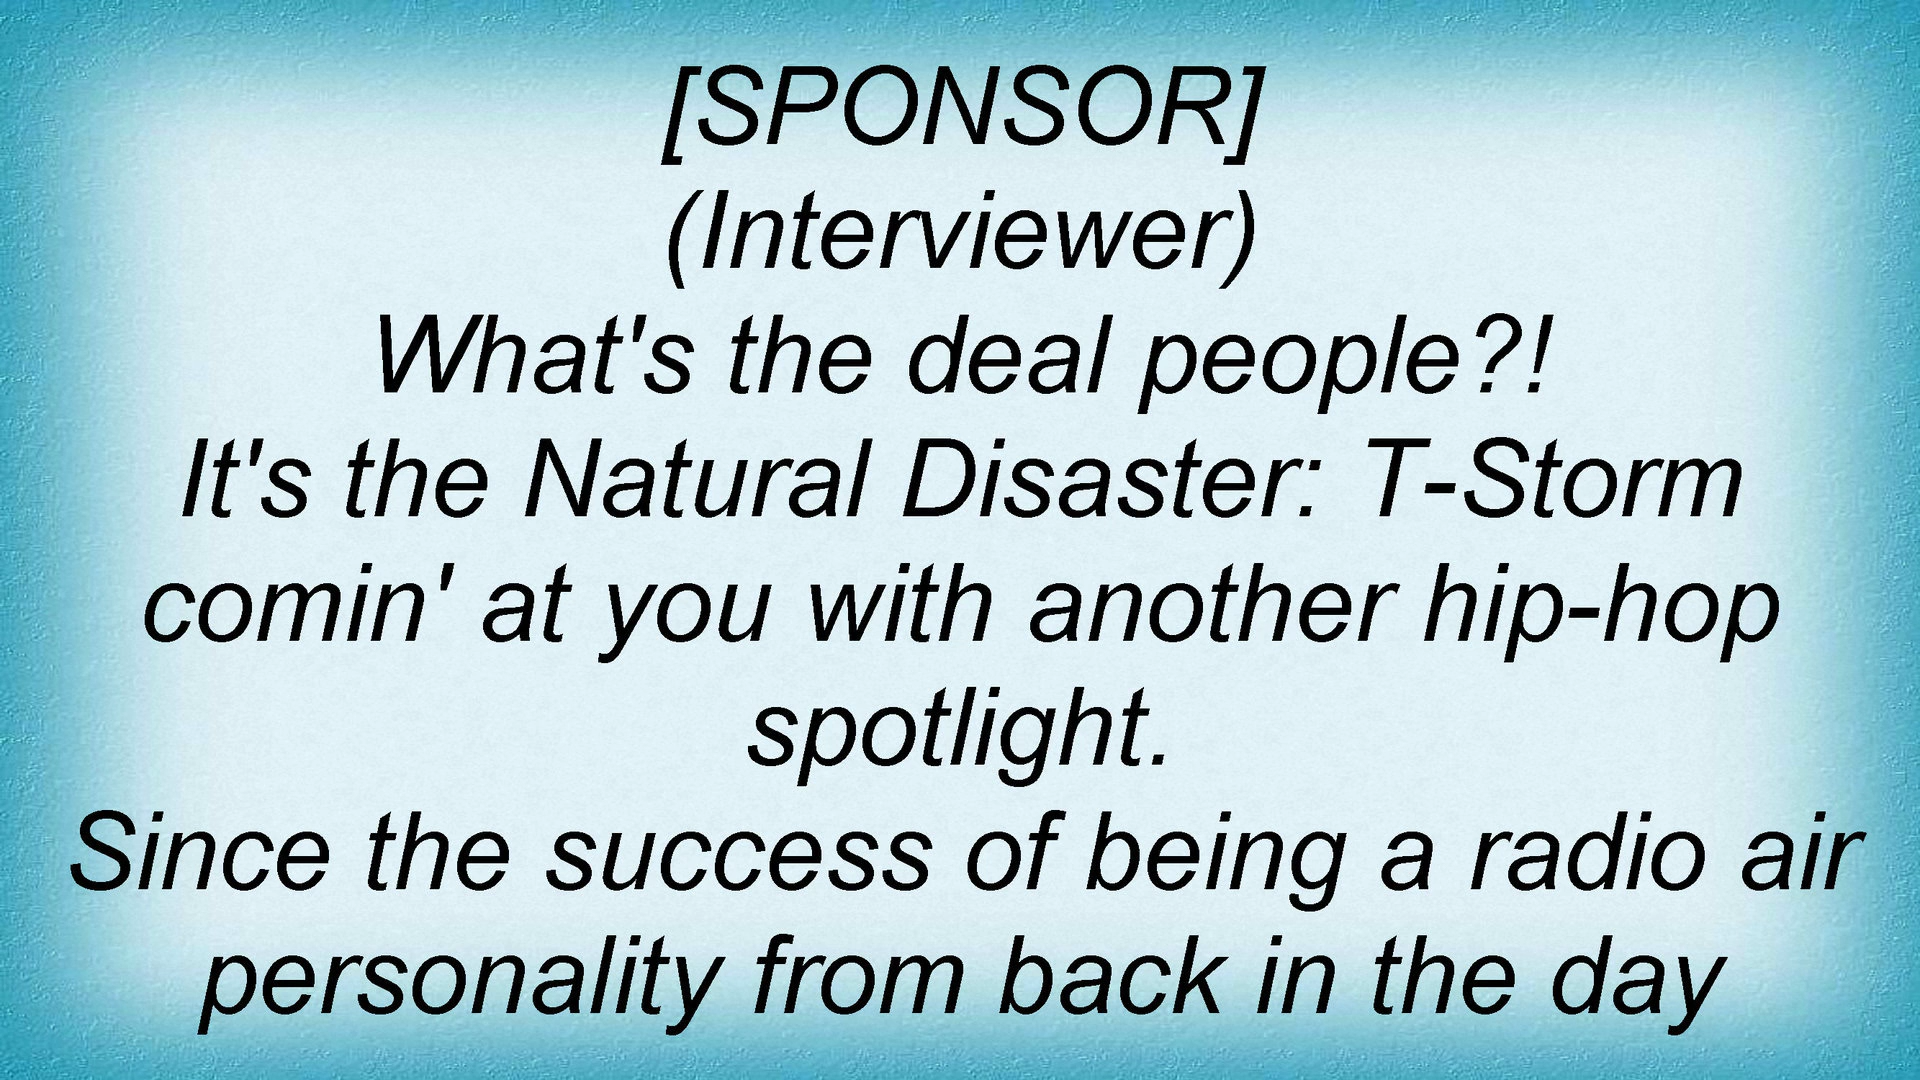 [SPONSOR]
(Interviewer)
What's the deal people?!
It's the Natural Disaster: T-Storm
comin' at you with another hip-hop
spotlight.
Since the success of being a radio air
personality from back in the day